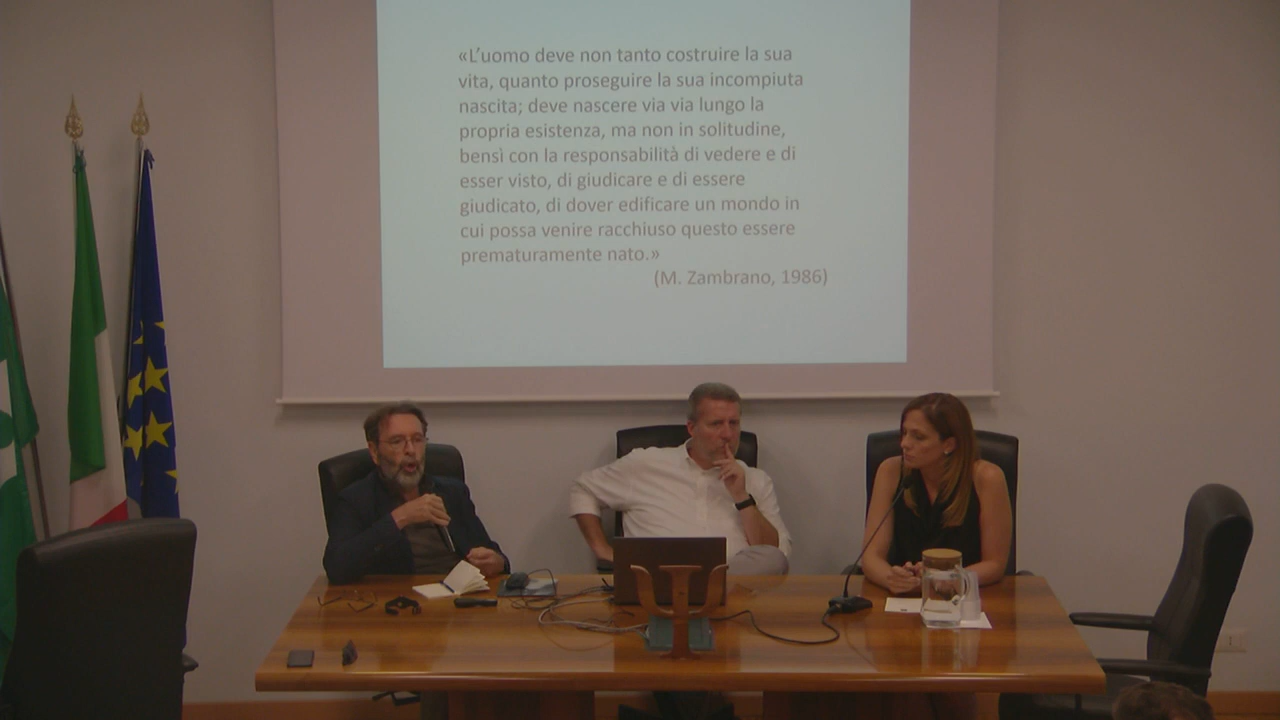 «L’uomo deve non tanto costruire la sua
vita, quanto proseguire la sua incompiuta
nascita; deve nascere via via lungo la
propria esistenza, ma non in solitudine,
bensì con la responsabilità di vedere e di
esser visto, di giudicare e di essere
giudicato, di dover edificare un mondo in
cui possa venire racchiuso questo essere
prematuramente nato.»
(M. Zambrano, 1986)